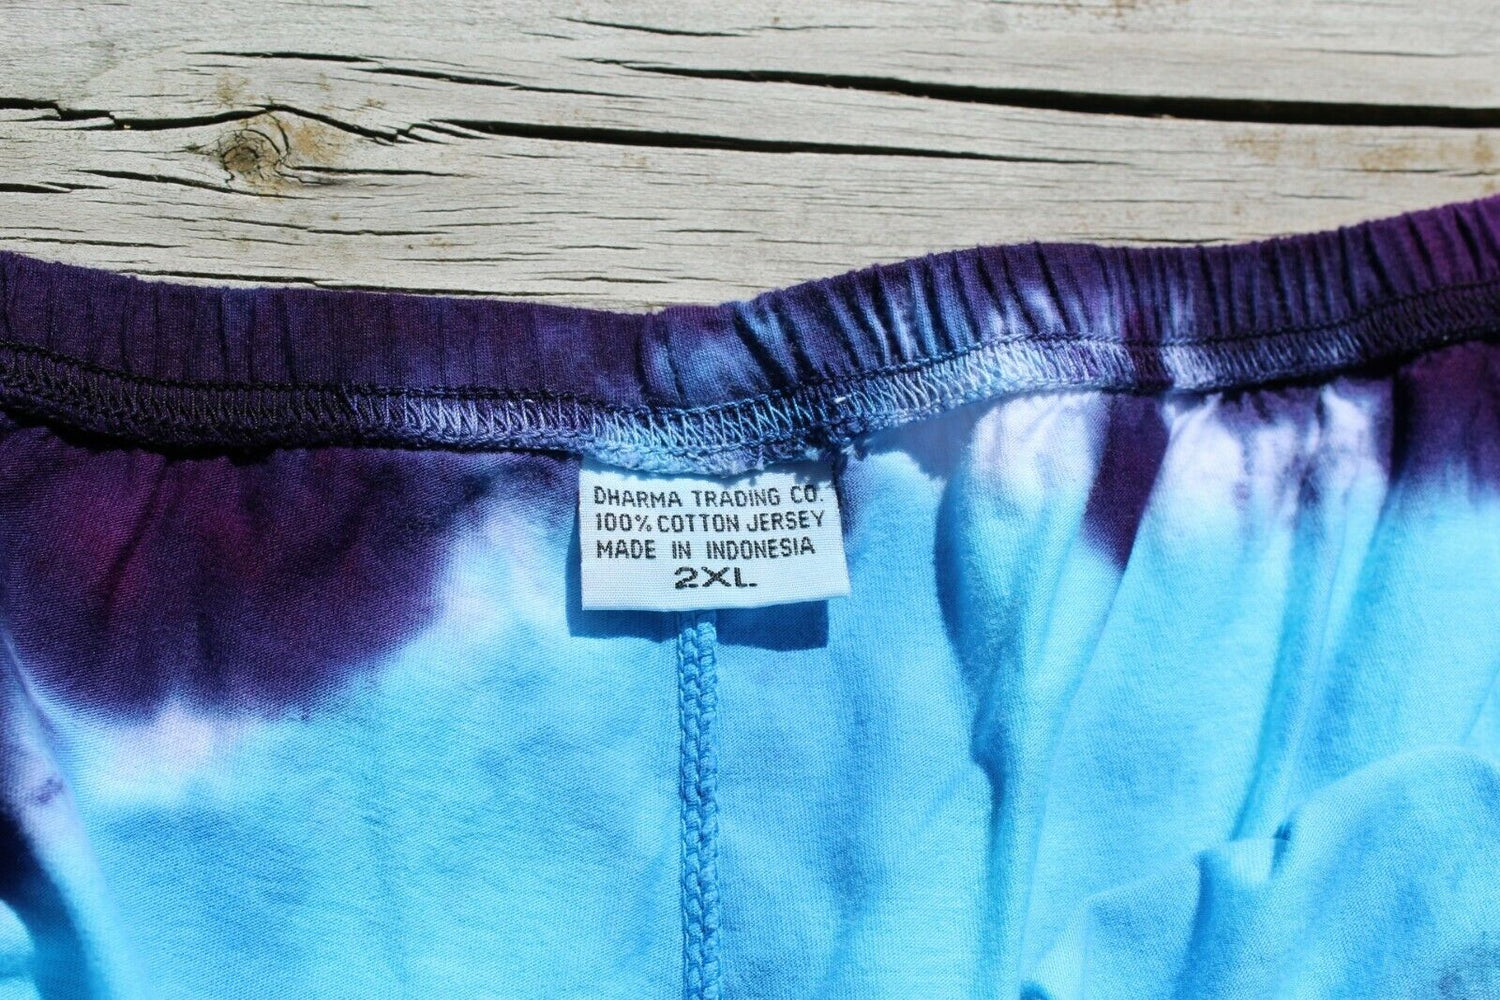 DHARMA TRADING CO.
100% COTTON JERSEY
MADE IN INDONESIA
2XL